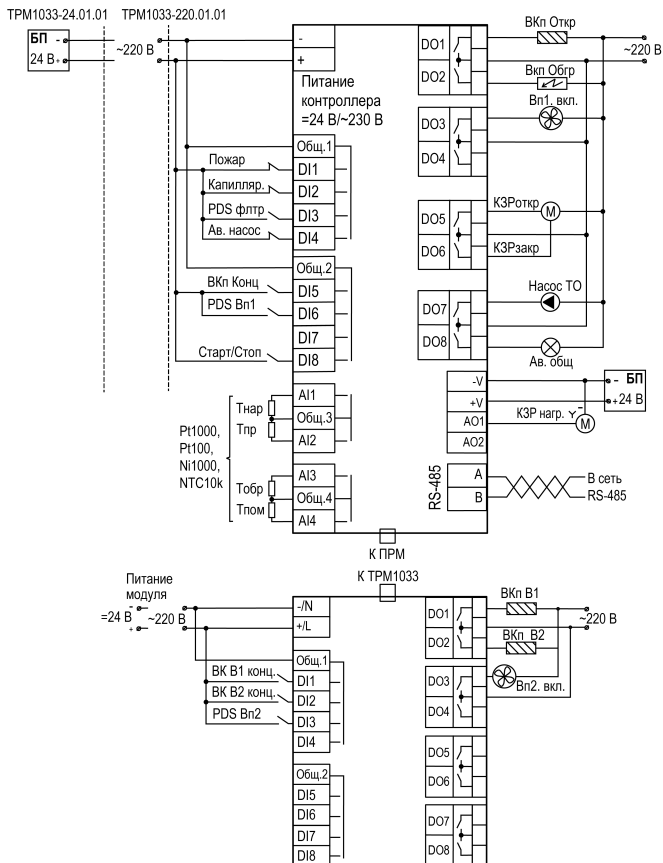 ТРМ1033-24.01.01
ТРМ1033-220.01.01
БП -
24 В+
~220 В
-
+
Питание
контроллера
=24 В/~230 В
Общ.1
Пожар
DI1
Капилляр.
DI2
PDS флтр
DI3
Ав. насос
DI4
Общ.2
ВКп Конц
DI5
PDS Вп1
DI6
DI7
Старт/Стоп
DI8
AI1
Тнар
Общ.3
Тпр
AI2
Pt1000,
Pt100,
Ni1000,
NTC10k
AI3
Тобр
Общ.4
Тпом
AI4
DO1
ВКп Откр
~220 В
DO2
Вкп Обгр
Вп1. вкл.
DO3
DO4
КЗРоткр
М
DO5
DO6
КЗРзакр
Насос ТО
DO7
DO8
Ав. общ
-V
- БП
+V
+24 В
AO1
КЗР нагр. Y
-
М
AO2
RS-485
A
B
В сеть
RS-485
К ПРМ
К ТРМ1033
Питание
модуля
=24 В
-
+
~220 В
-/N
+/L
Общ.1
ВК В1 конц.
DI1
ВК В2 конц.
DI2
PDS Вп2
DI3
DI4
Общ.2
DI5
DI6
DI7
DI8
ВКп В1
DO1
~220 В
DO2
ВКп В2
DO3
Вп2. вкл.
DO4
DO5
DO6
DO7
DO8